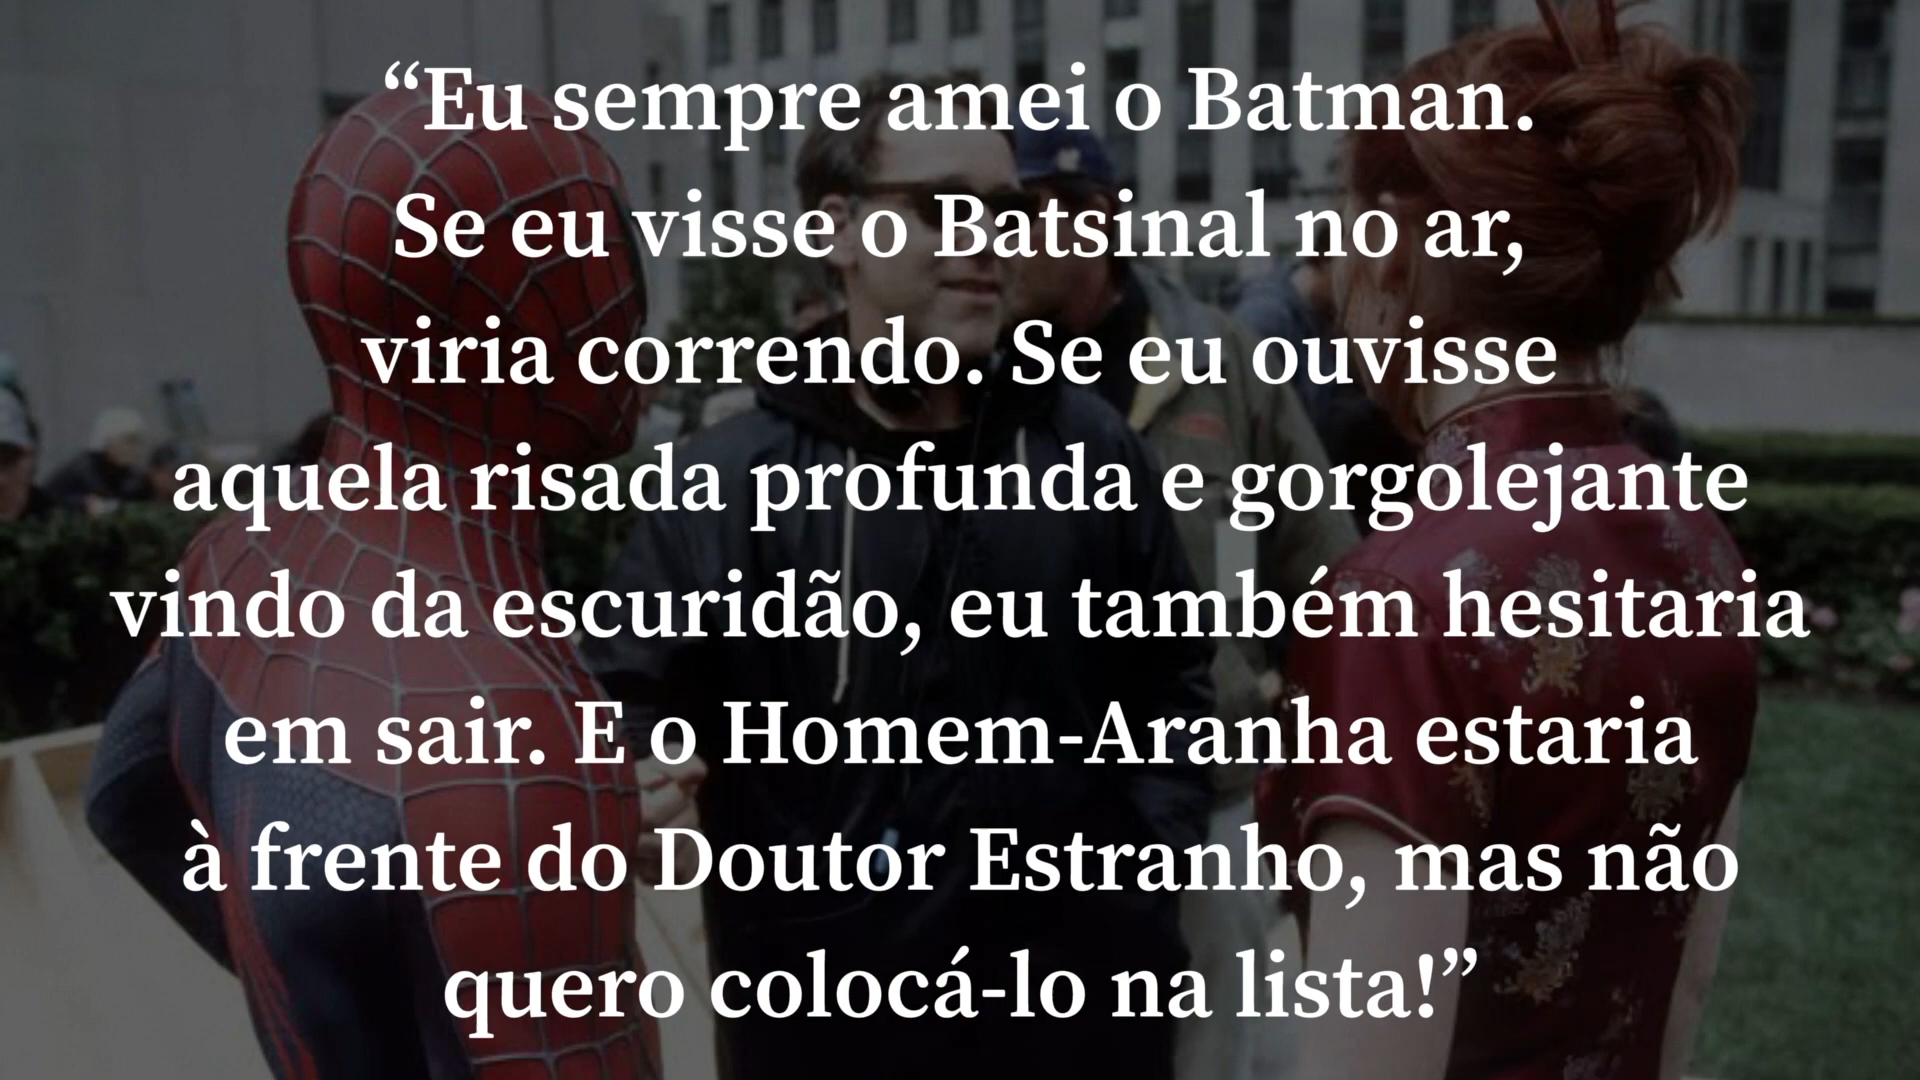 “Eu sempre amei o Batman.
Se eu visse o Batsinal no ar,
viria correndo. Se eu ouvisse
aquela risada profunda e gorgolejante
vindo da escuridão, eu também hesitaria
em sair. E o Homem-Aranha estaria
à frente do Doutor Estranho, mas não
quero colocá-lo na lista!”